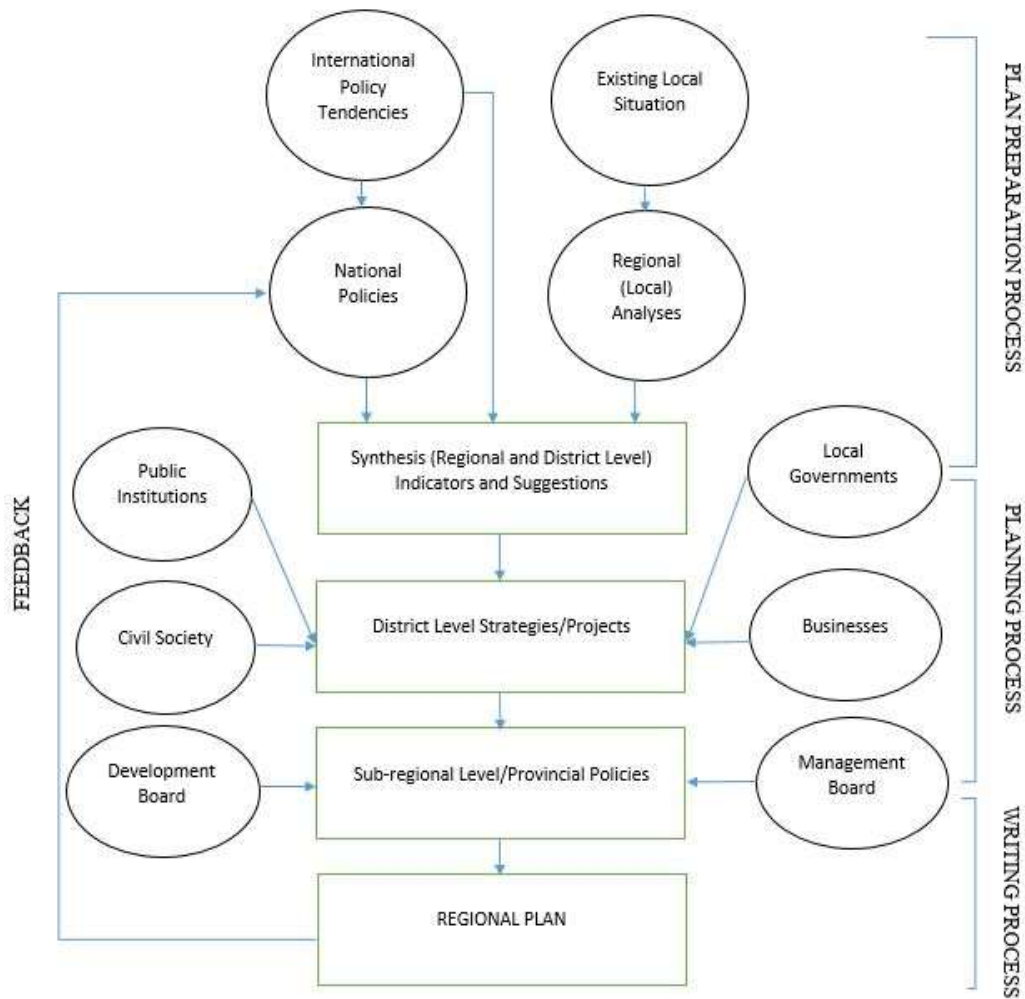 International
Policy
Tendencies
Existing Local
Situation
National
Policies
Regional
(Local)
Analyses
PLAN PREPARATION PROCESS
Synthesis (Regional and District Level)
Indicators and Suggestions
Public
Institutions
Local
Governments
FEEDBACK
District Level Strategies/Projects
Civil Society
Businesses
PLANNING PROCESS
Sub-regional Level/Provincial Policies
Development
Board
Management
Board
REGIONAL PLAN
WRITING PROCESS